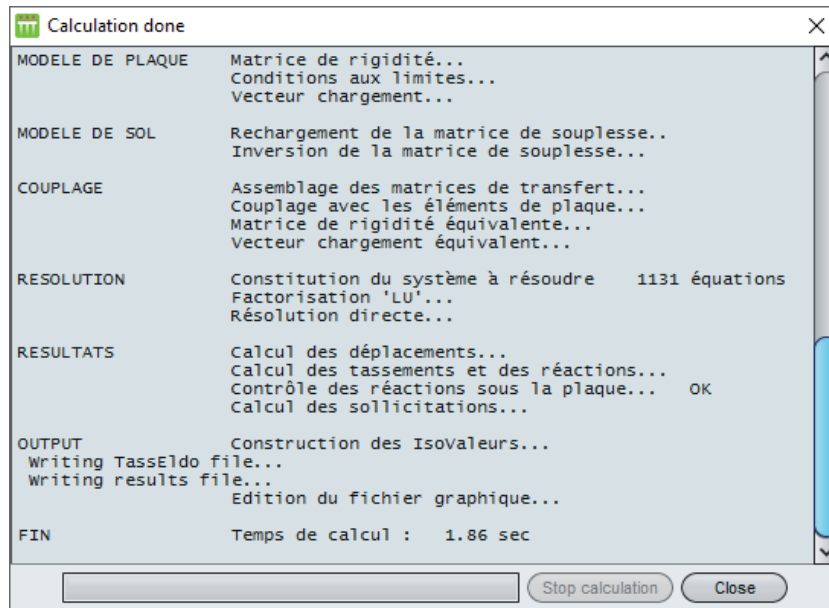 Calculation done
MODELE DE PLAQUE Matrice de rigidité...
Conditions aux limites...
Vecteur chargement...
MODELE DE SOL Rechargement de la matrice de souplesse..
Inversion de la matrice de souplesse...
COUPLAGE Assemblage des matrices de transfert...
Couplage avec les éléments de plaque...
Matrice de rigidité équivalente...
Vecteur chargement équivalent...
RESOLUTION Constitution du système à résoudre 1131 équations
Factorisation 'LU'...
Résolution directe...
RESULTATS Calcul des déplacements...
Calcul des tassements et des réactions...
Contrôle des réactions sous la plaque... OK
Calcul des sollicitations...
OUTPUT Construction des IsoValeurs...
Writing TassEldo file...
Writing results file...
Edition du fichier graphique...
FIN Temps de calcul : 1.86 sec
Stop calculation Close